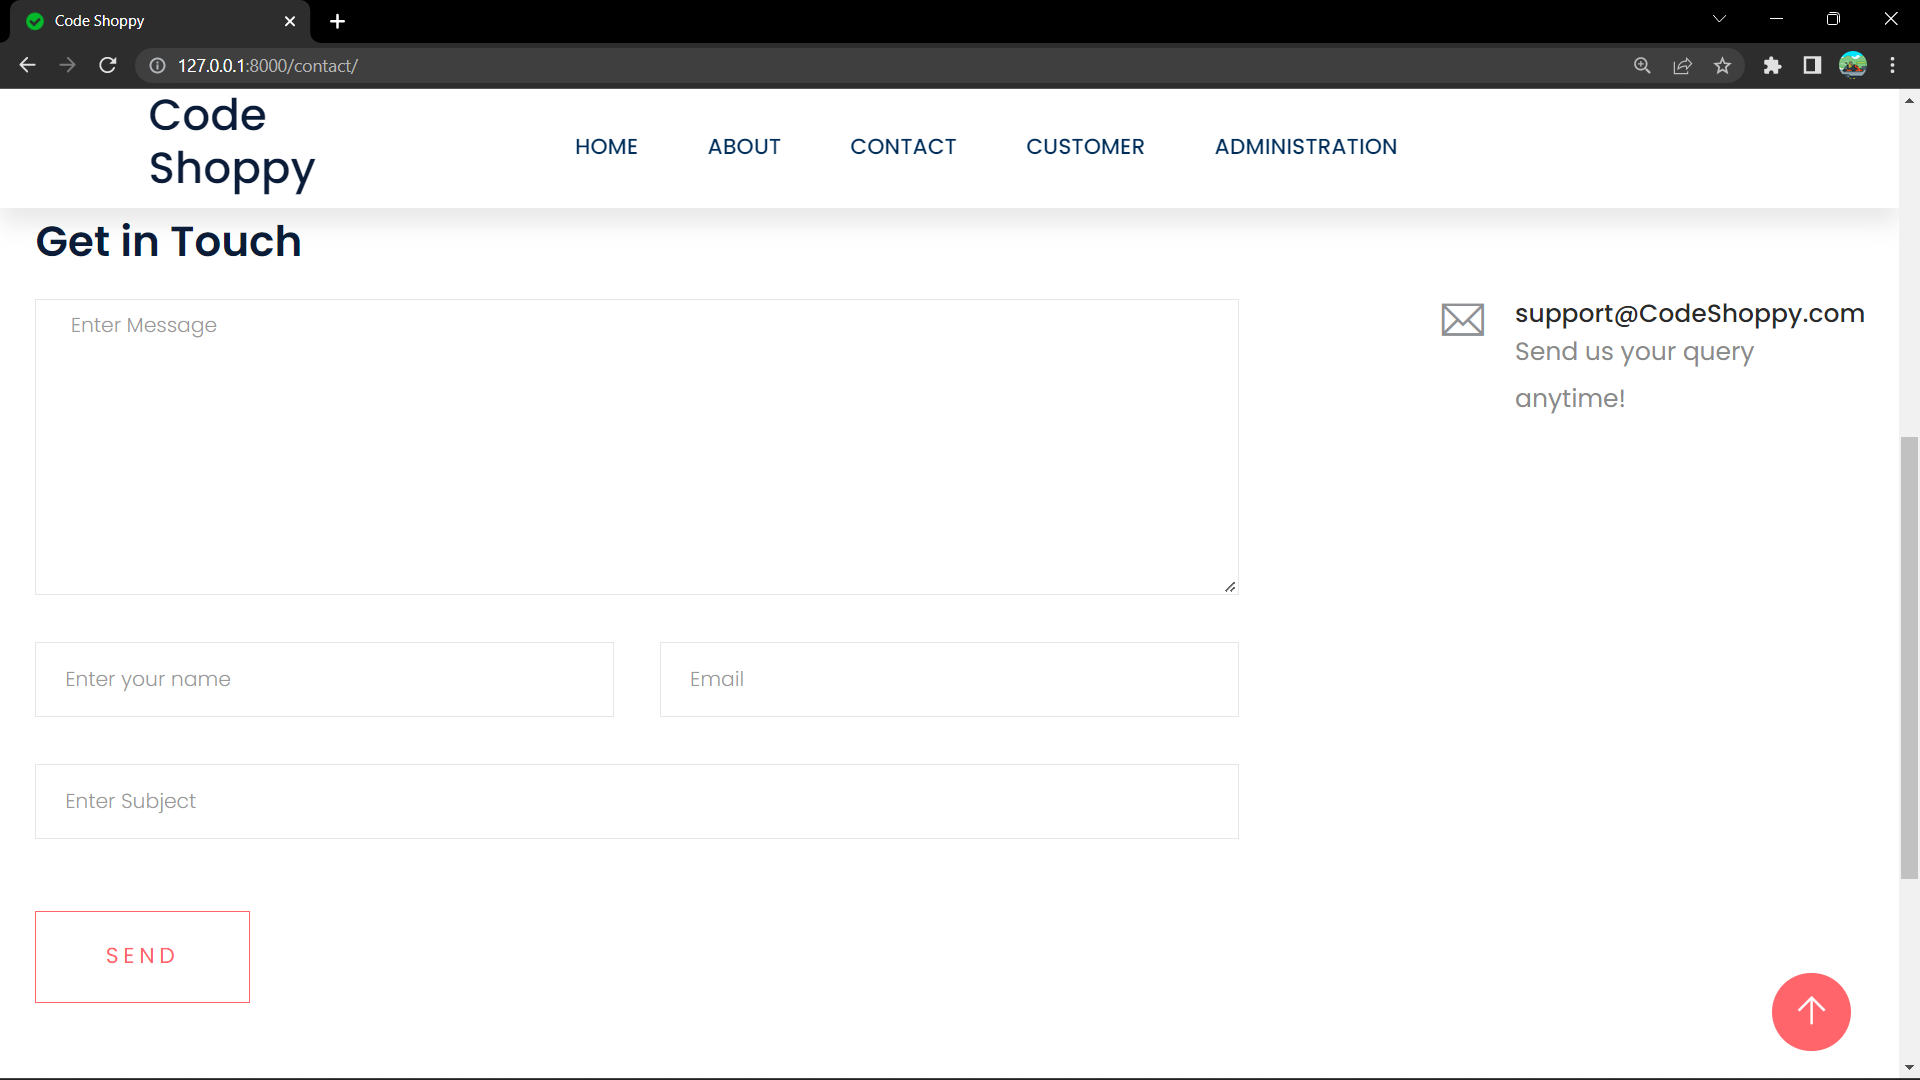 Code Shoppy
127.0.0.1:8000/contact/
Code
Shoppy
HOME ABOUT CONTACT CUSTOMER ADMINISTRATION
Get in Touch
Enter Message
support@CodeShoppy.com
Send us your query
anytime!
Enter your name
Email
Enter Subject
SEND